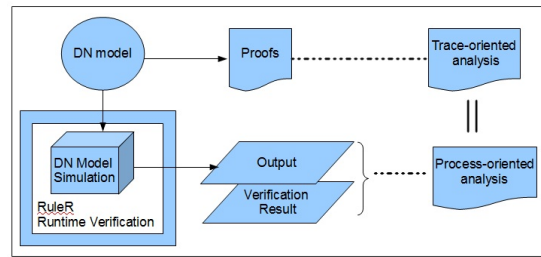 DN model
Proofs
Trace-oriented
analysis
DN Model
Simulation
RuleR
Runtime Verification
Output
Verification
Result
Process-oriented
analysis